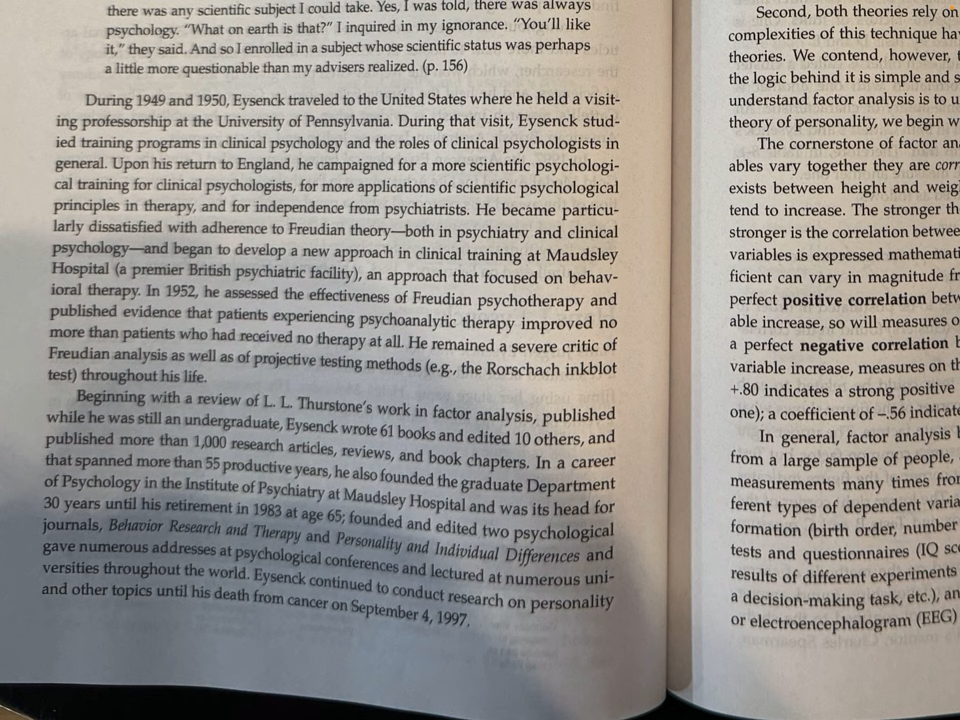 there was any scientific subject I could take. Yes, I was told, there was always
psychology. “What on earth is that?” I inquired in my ignorance. “You’ll like
it,” they said. And so I enrolled in a subject whose scientific status was perhaps
a little more questionable than my advisers realized. (p. 156)
During 1949 and 1950, Eysenck traveled to the United States where he held a visit-
ing professorship at the University of Pennsylvania. During that visit, Eysenck stud-
ied training programs in clinical psychology and the roles of clinical psychologists in
general. Upon his return to England, he campaigned for a more scientific psychologi-
cal training for clinical psychologists, for more applications of scientific psychological
principles in therapy, and for independence from psychiatrists. He became particu-
larly dissatisfied with adherence to Freudian theory—both in psychiatry and clinical
psychology—and began to develop a new approach in clinical training at Maudsley
Hospital (a premier British psychiatric facility), an approach that focused on behav-
ioral therapy. In 1952, he assessed the effectiveness of Freudian psychotherapy and
published evidence that patients experiencing psychoanalytic therapy improved no
more than patients who had received no therapy at all. He remained a severe critic of
Freudian analysis as well as of projective testing methods (e.g., the Rorschach inkblot
test) throughout his life.
Beginning with a review of L. L. Thurstone’s work in factor analysis, published
while he was still an undergraduate, Eysenck wrote 61 books and edited 10 others, and
published more than 1,000 research articles, reviews, and book chapters. In a career
that spanned more than 55 productive years, he also founded the graduate Department
of Psychology in the Institute of Psychiatry at Maudsley Hospital and was its head for
30 years until his retirement in 1983 at age 65; founded and edited two psychological
journals, Behavior Research and Therapy and Personality and Individual Differences and
gave numerous addresses at psychological conferences and lectured at numerous uni-
versities throughout the world. Eysenck continued to conduct research on personality
and other topics until his death from cancer on September 4, 1997.
Second, both theories rely on
complexities of this technique ha
theories. We contend, however,
the logic behind it is simple and s
understand factor analysis is to u
theory of personality, we begin w
The cornerstone of factor an
ables vary together they are corr
exists between height and weig
tend to increase. The stronger th
stronger is the correlation betwee
variables is expressed mathemati
ficient can vary in magnitude fr
perfect positive correlation betw
able increase, so will measures o
a perfect negative correlation b
variable increase, measures on th
+.80 indicates a strong positive
one); a coefficient of –.56 indicate
In general, factor analysis b
from a large sample of people,
measurements many times from
ferent types of dependent varia
formation (birth order, number
tests and questionnaires (IQ sco
results of different experiments
a decision-making task, etc.), an
or electroencephalogram (EEG)